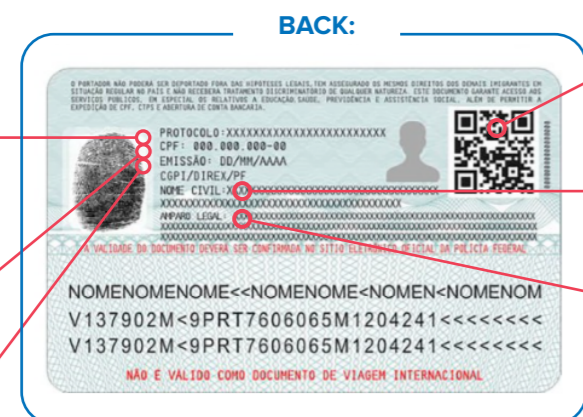 BACK:
O PORTADOR NÃO PODERÁ SER DEPORTADO FORA DAS HIPÓTESES LEGAIS, TEM ASSEGURADO OS MESMOS DIREITOS DOS DEMAIS IMIGRANTES EM
SITUAÇÃO REGULAR NO PAÍS E NÃO RECEBERÁ TRATAMENTO DISCRIMINATÓRIO DE QUALQUER NATUREZA. ESTE DOCUMENTO GARANTE ACESSO AOS
SERVIÇOS PÚBLICOS, EM ESPECIAL OS RELATIVOS A EDUCAÇÃO, SAÚDE, PREVIDÊNCIA E ASSISTÊNCIA SOCIAL, ALÉM DE PERMITIR A
EXPEDIÇÃO DE CPF, CTPS E ABERTURA DE CONTA BANCÁRIA.
PROTOCOLO:XXXXXXXXXXXXXXXXXXXXXXXXX
CPF: 000.000.000-00
EMISSÃO: DD/MM/AAAA
CGPI/DIREX/PF
NOME CIVIL:
AMPARO LEGAL:
A VALIDADE DO DOCUMENTO DEVERÁ SER CONFIRMADA NO SÍTIO ELETRÔNICO OFICIAL DA POLÍCIA FEDERAL
NOMENOMENOME<<NOMENOME<NOMEN<NOMENOM
V137902M<9PRT7606065M1204241<<<<<<<<
V137902M<9PRT7606065M1204241<<<<<<<<
NÃO É VÁLIDO COMO DOCUMENTO DE VIAGEM INTERNACIONAL